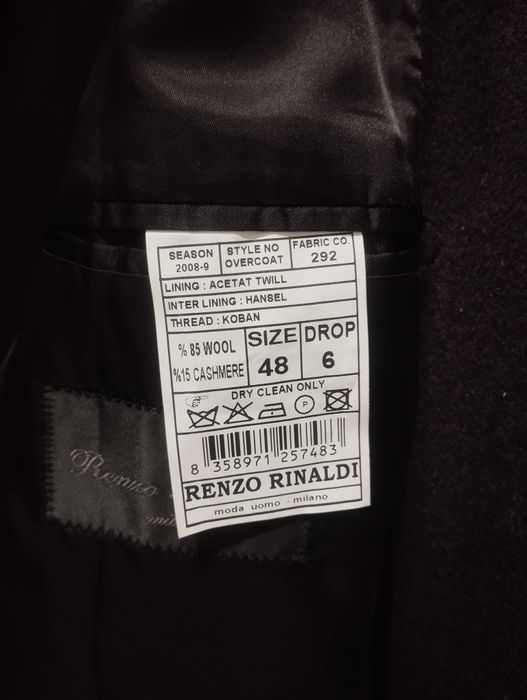 SEASON
2008-9
STYLE NO
OVERCOAT
FABRIC CO.
292
LINING : ACETAT TWILL
INTER LINING : HANSEL
THREAD : KOBAN
% 85 WOOL
%15 CASHMERE
SIZE
48
DROP
6
DRY CLEAN ONLY
P
8 358971 257483
RENZO RINALDI
moda uomo - milano
Renzo